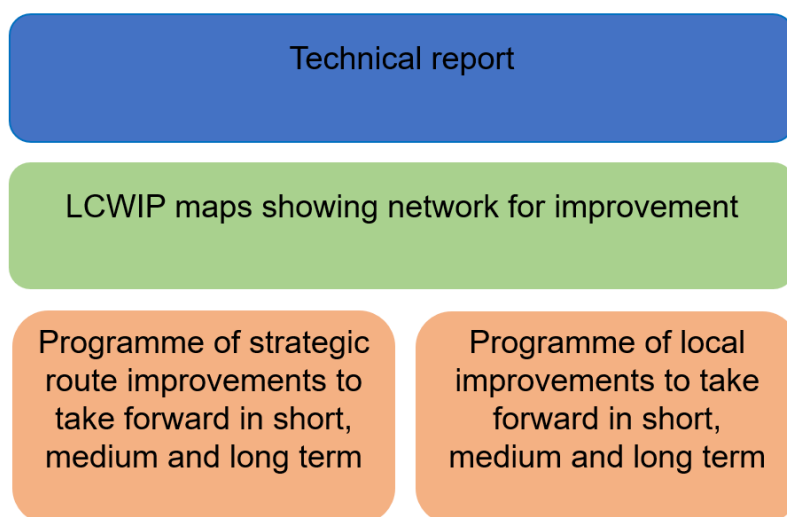 Technical report
LCWIP maps showing network for improvement
Programme of strategic
route improvements to
take forward in short,
medium and long term
Programme of local
improvements to take
forward in short,
medium and long term